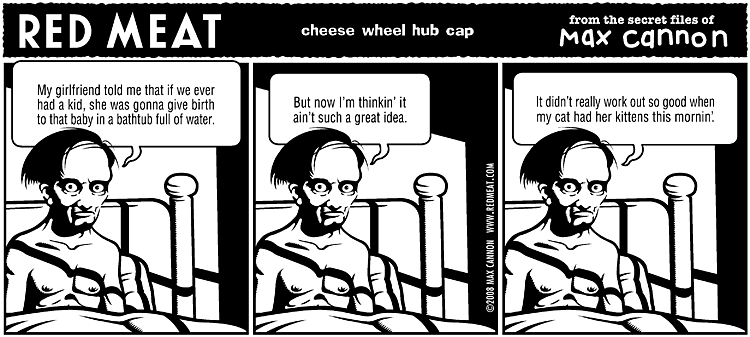 RED MEAT
cheese wheel hub cap
from the secret files of
Max cannon
My girlfriend told me that if we ever
had a kid, she was gonna give birth
to that baby in a bathtub full of water.
But now I'm thinkin' it
ain't such a great idea.
©2008 MAX CANNON WWW.REDMEAT.COM
It didn't really work out so good when
my cat had her kittens this mornin'.